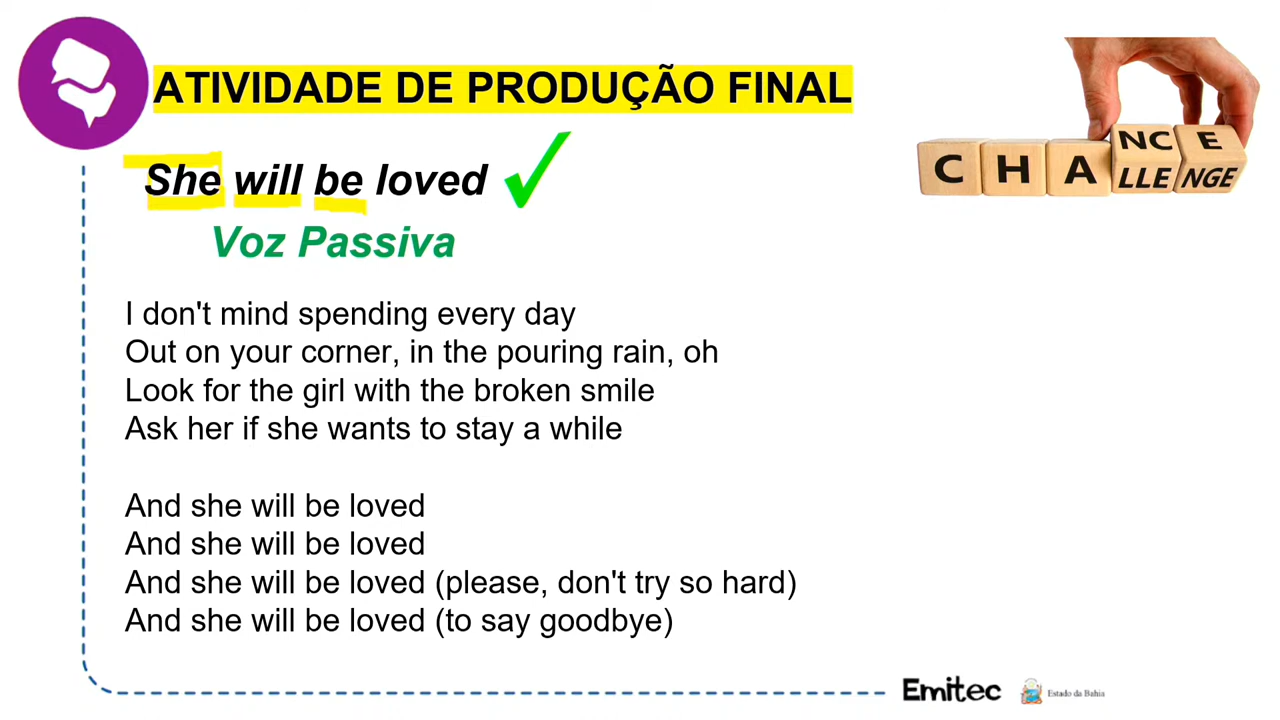 ATIVIDADE DE PRODUÇÃO FINAL
She will be loved
Voz Passiva
I don't mind spending every day
Out on your corner, in the pouring rain, oh
Look for the girl with the broken smile
Ask her if she wants to stay a while
And she will be loved
And she will be loved
And she will be loved (please, don't try so hard)
And she will be loved (to say goodbye)
NC E
C H A LLE NGE
Emitec Estado da Bahia